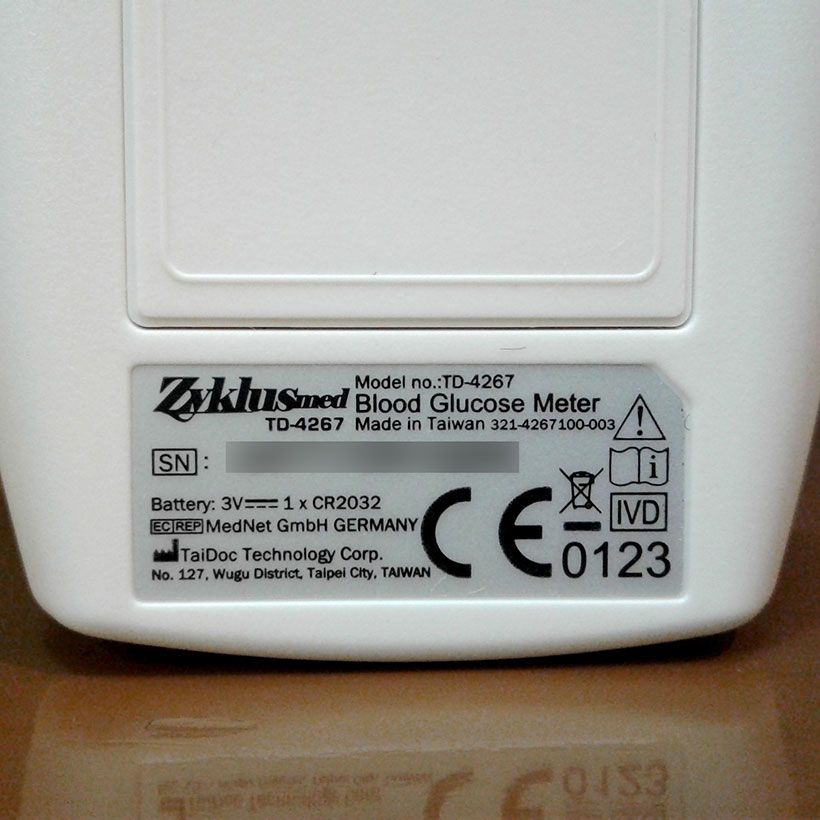 Zyklusmed
TD-4267
Model no.:TD-4267
Blood Glucose Meter
Made in Taiwan 321-4267100-003
SN :
Battery: 3V 1 x CR2032
EC REP MedNet GmbH GERMANY
TaiDoc Technology Corp.
No. 127, Wugu District, Taipei City, TAIWAN
CE 0123
i
IVD